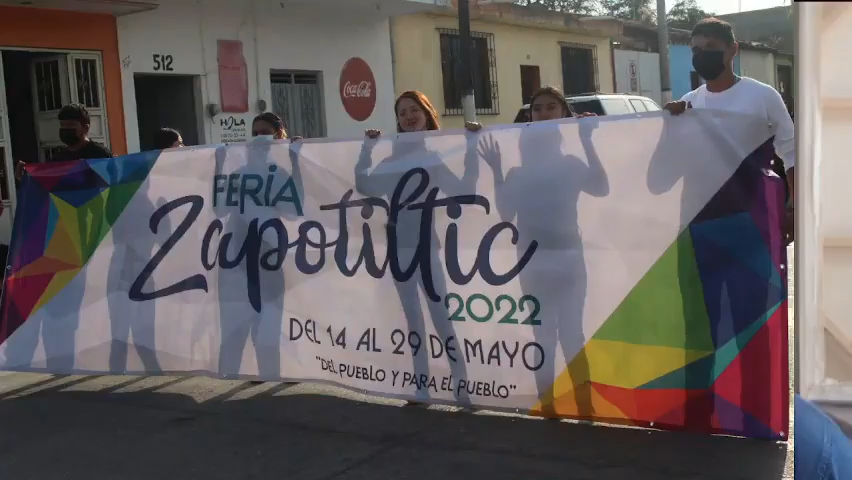 512
Coca-Cola
HOLA
FERIA
Zapotiltic
2022
DEL 14 AL 29 DE MAYO
"DEL PUEBLO Y PARA EL PUEBLO"